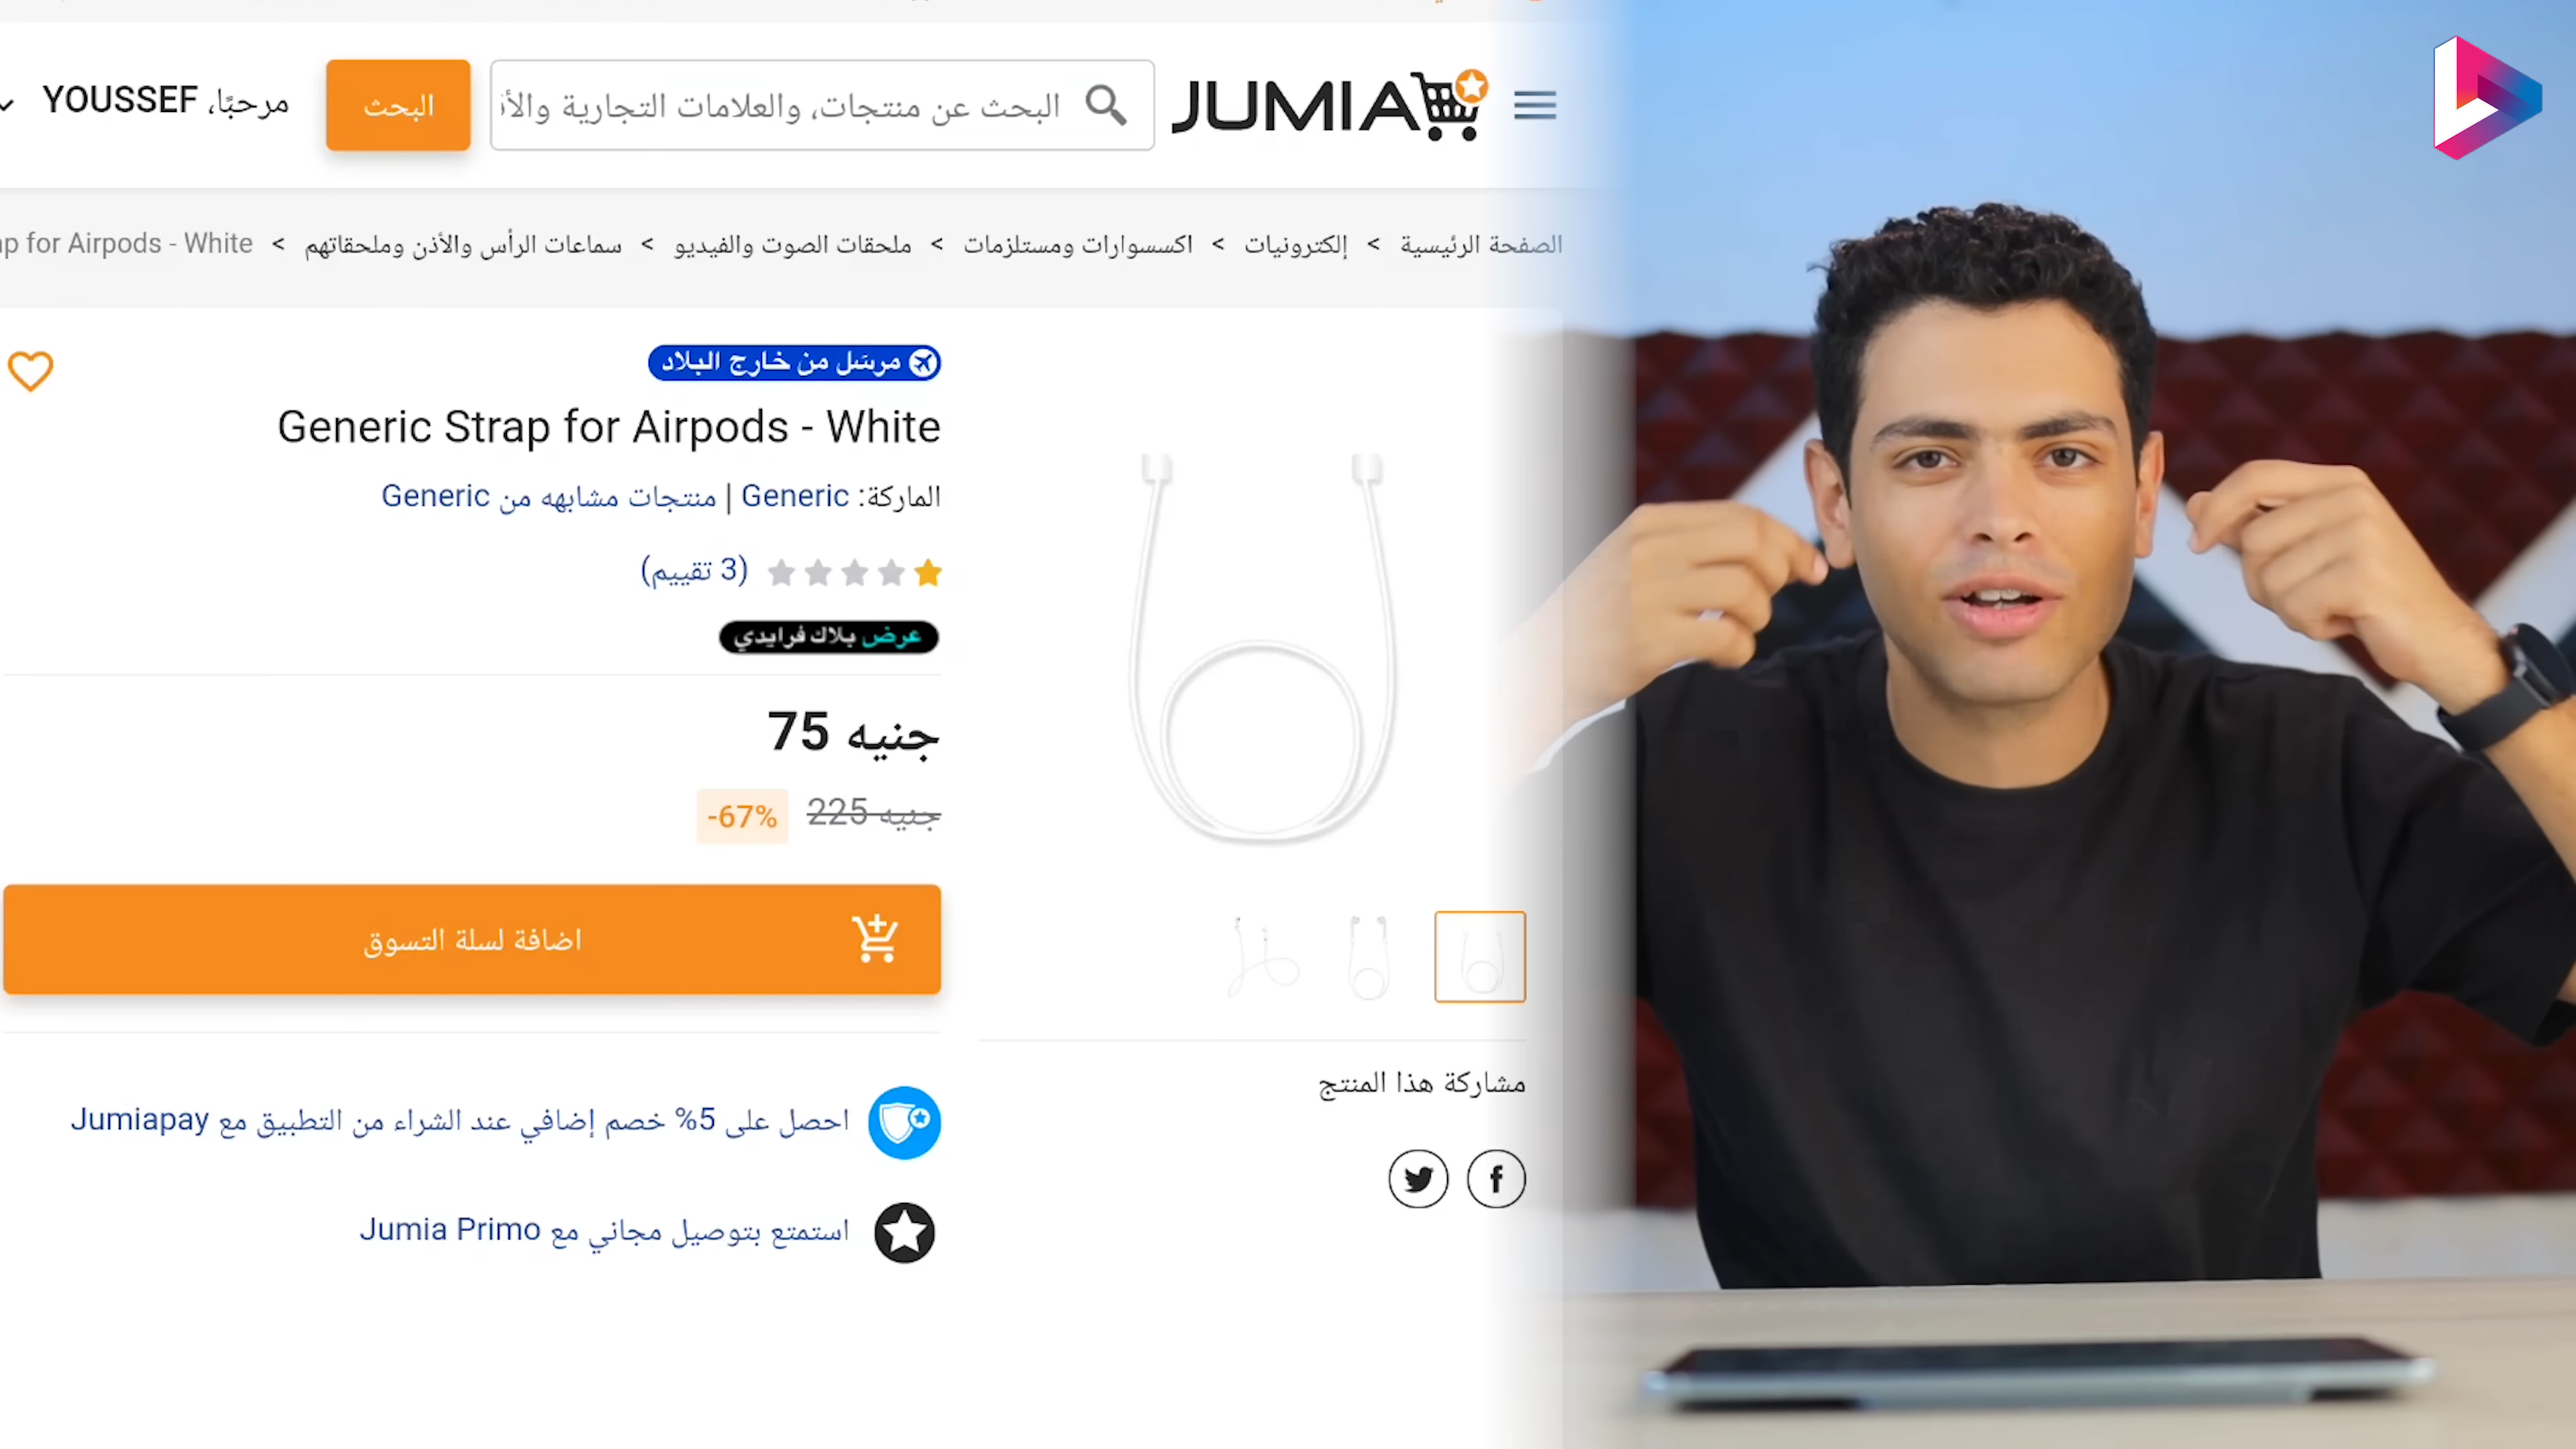 JUMIA
البحث عن منتجات، والعلامات التجارية
البحث
مرحبًا، YOUSSEF
الصفحة الرئيسية > إلكترونيات > اكسسوارات ومستلزمات > ملحقات الصوت والفيديو > سماعات الرأس والأذن وملحقاتهم > for Airpods - White
مرسَل من خارج البلاد
Generic Strap for Airpods - White
الماركة: Generic | منتجات مشابهه من Generic
(3 تقييم)
عرض بلاك فرايدي
جنيه 75
جنيه 225 -67%
اضافة لسلة التسوق
احصل على 5% خصم إضافي عند الشراء من التطبيق مع Jumiapay
استمتع بتوصيل مجاني مع Jumia Primo
مشاركة هذا المنتج